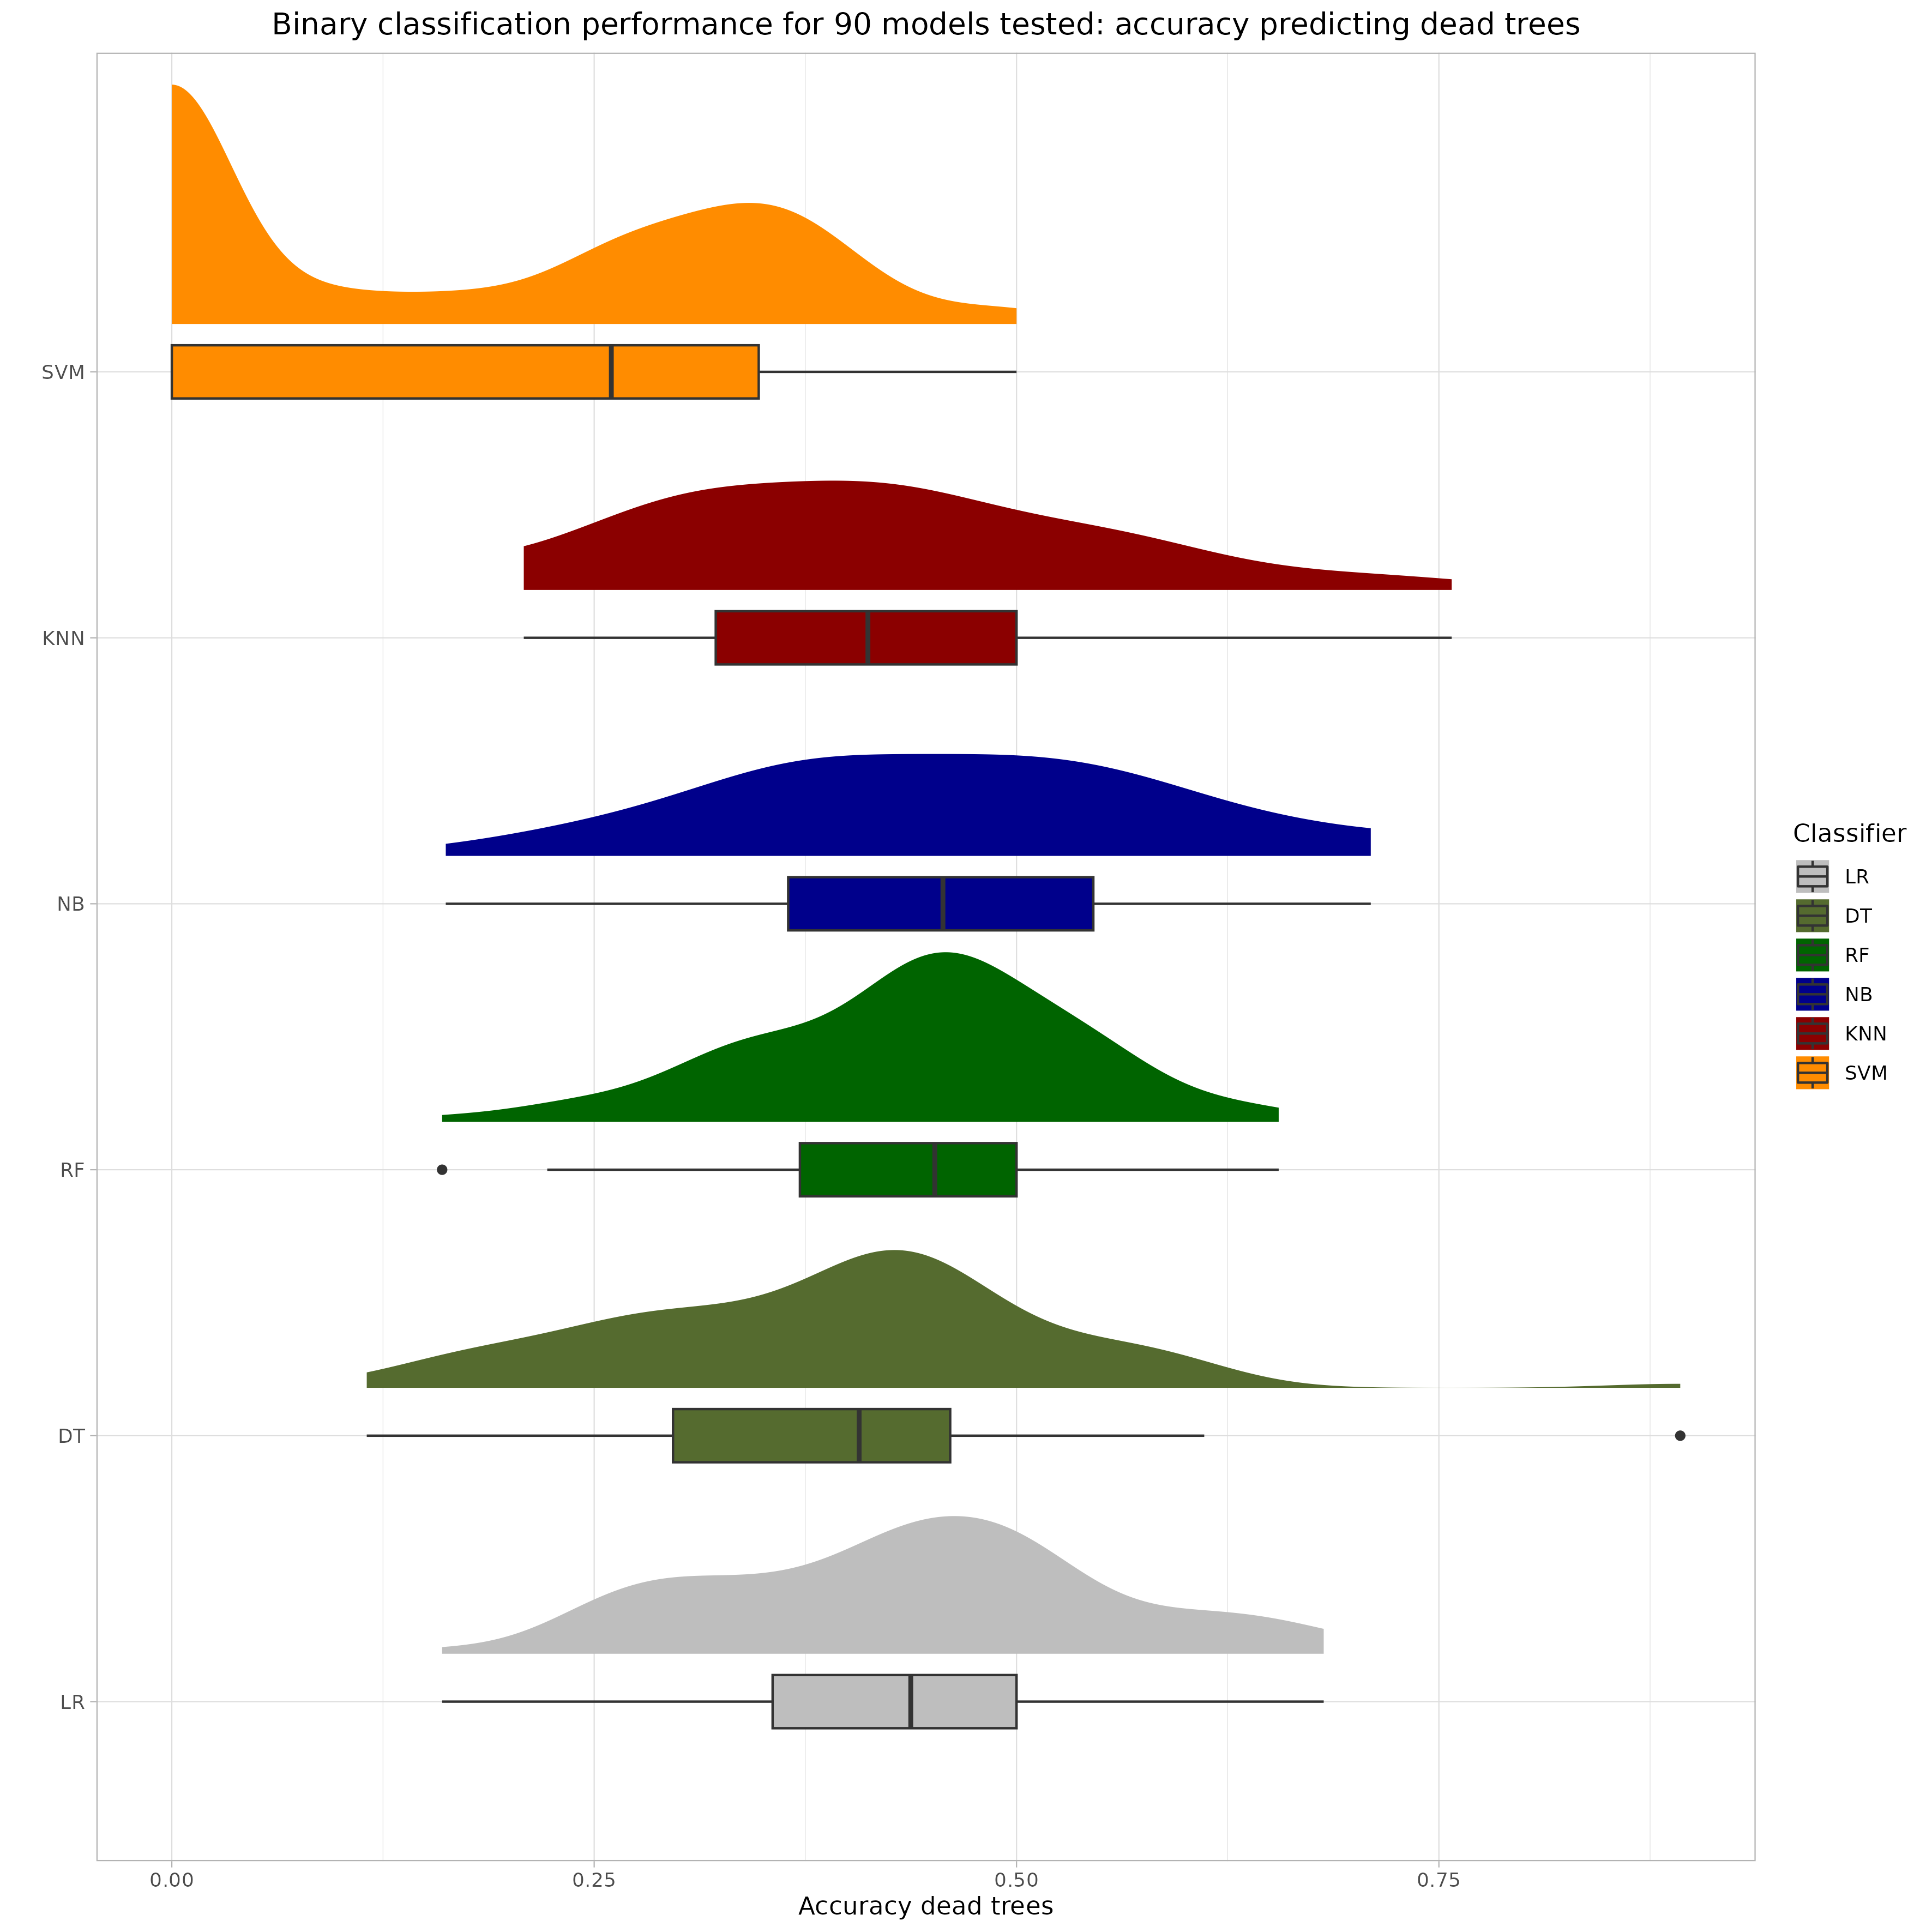 Binary classification performance for 90 models tested: accuracy predicting dead trees
SVM
KNN
NB
RF
DT
LR
0.00
0.25
0.50
0.75
Accuracy dead trees
Classifier
LR
DT
RF
NB
KNN
SVM